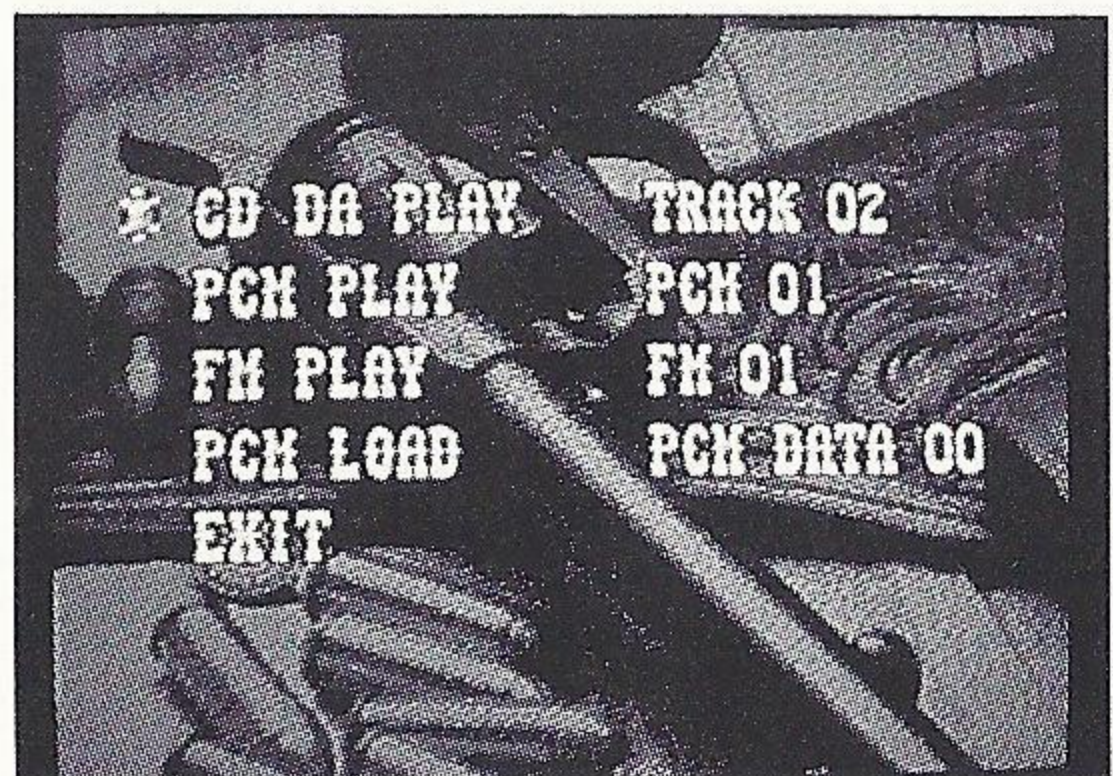 CD DA PLAY TRACK 02
PCM PLAY PCM 01
FM PLAY FM 01
PCM LOAD PCM DATA 00
EXIT